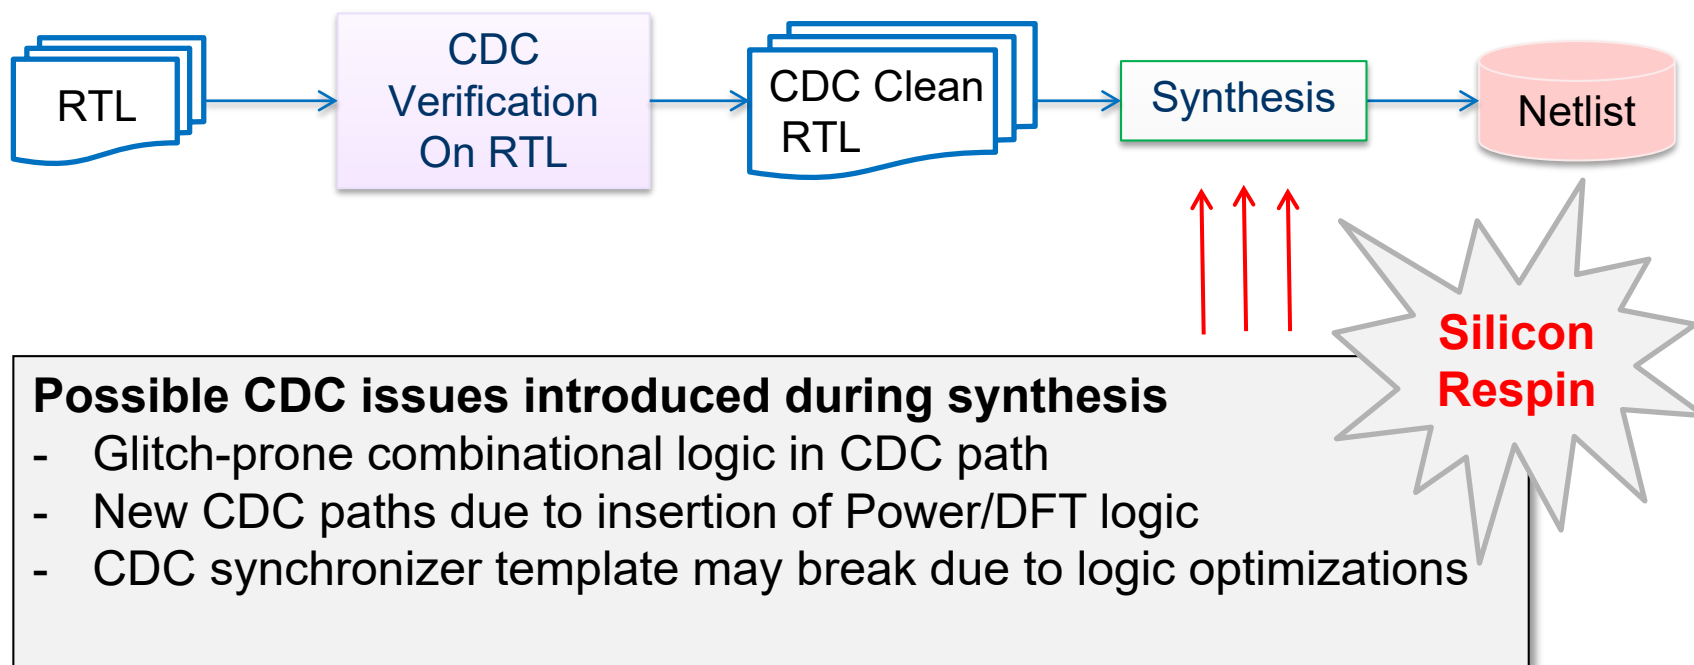 RTL
CDC
Verification
On RTL
CDC Clean
RTL
Synthesis
Netlist
Silicon
Respin
Possible CDC issues introduced during synthesis
- Glitch-prone combinational logic in CDC path
- New CDC paths due to insertion of Power/DFT logic
- CDC synchronizer template may break due to logic optimizations